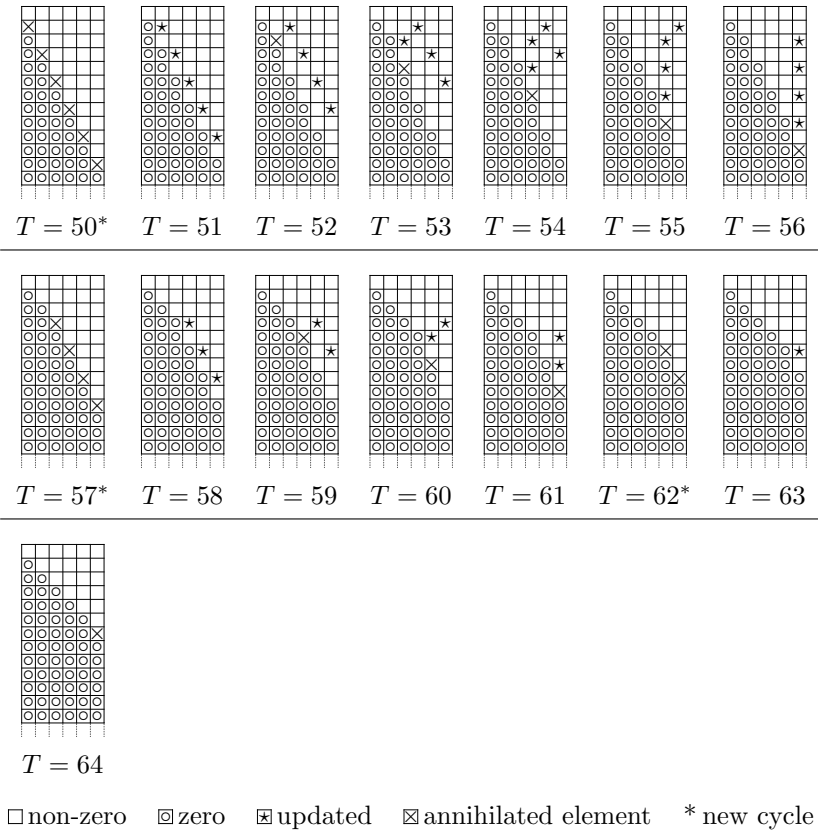 T = 50* T = 51 T = 52 T = 53 T = 54 T = 55 T = 56
T = 57* T = 58 T = 59 T = 60 T = 61 T = 62* T = 63
T = 64
□ non-zero ⊡ zero ⍟ updated ⊠ annihilated element * new cycle